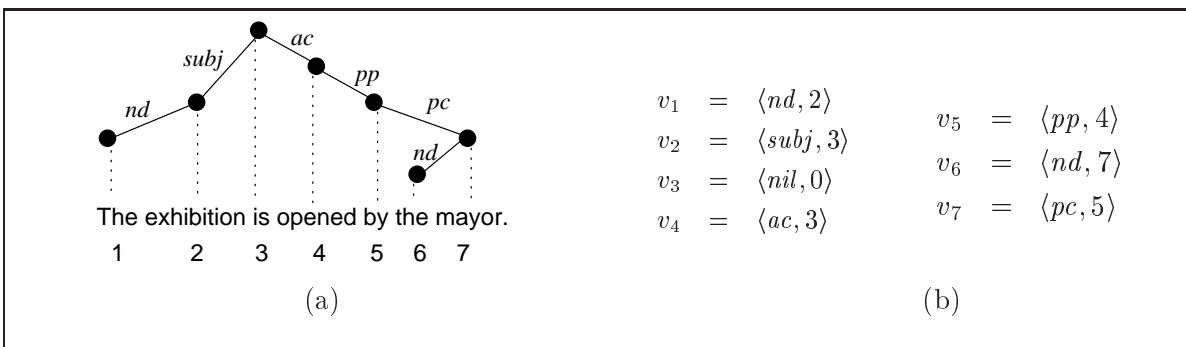 ac
subj
pp
nd
pc
nd
The exhibition is opened by the mayor.
1 2 3 4 5 6 7
(a)
v₁ = ⟨nd, 2⟩
v₂ = ⟨subj, 3⟩
v₃ = ⟨nil, 0⟩
v₄ = ⟨ac, 3⟩
v₅ = ⟨pp, 4⟩
v₆ = ⟨nd, 7⟩
v₇ = ⟨pc, 5⟩
(b)